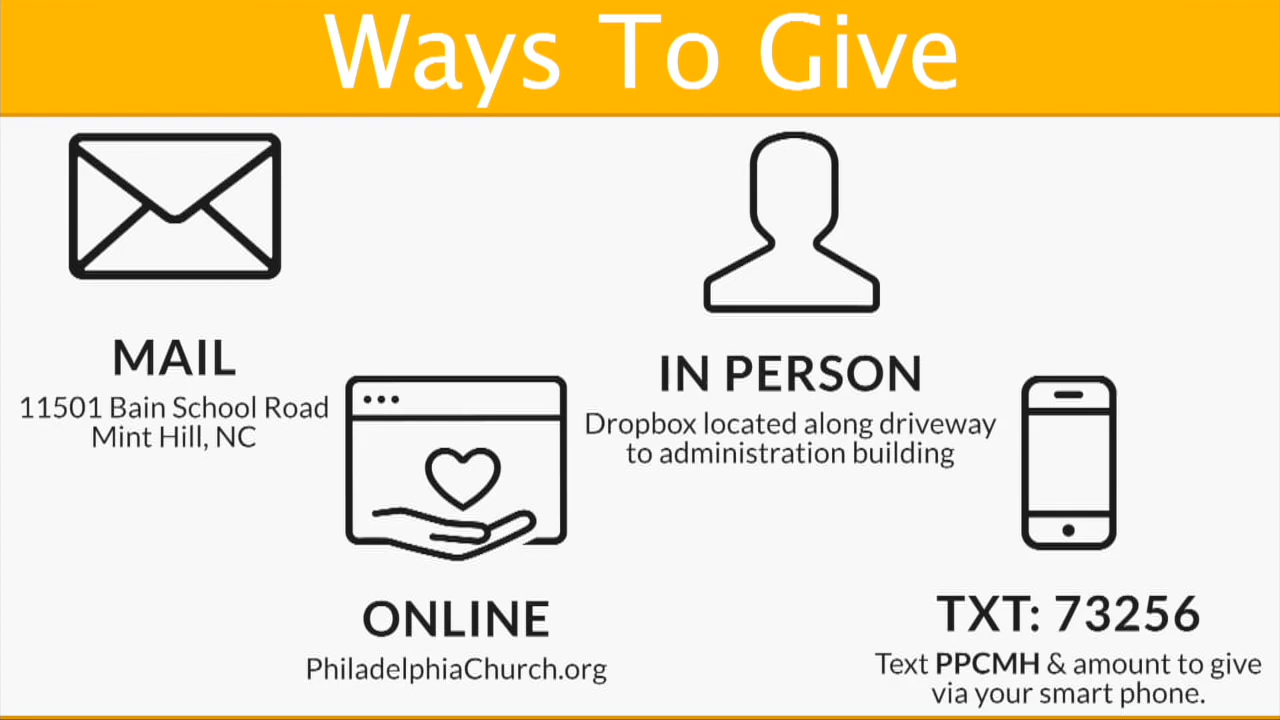 Ways To Give
MAIL
11501 Bain School Road
Mint Hill, NC
ONLINE
PhiladelphiaChurch.org
IN PERSON
Dropbox located along driveway
to administration building
TXT: 73256
Text PPCMH & amount to give
via your smart phone.